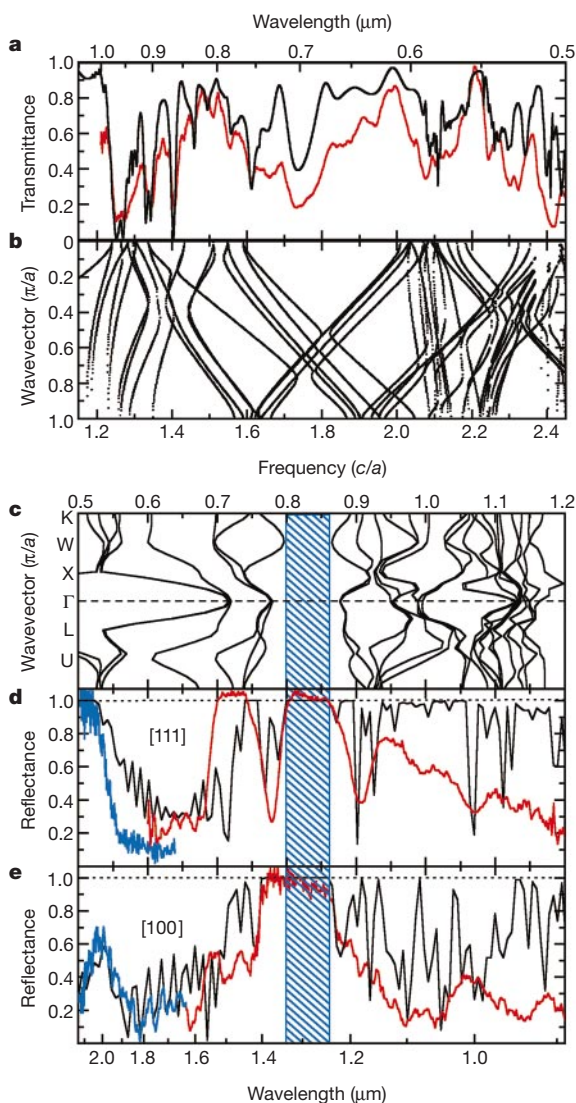 Wavelength (μm)
a
1.0 0.9 0.8 0.7 0.6 0.5
Transmittance
1.0
0.8
0.6
0.4
0.2
b
Wavevector (π/a)
0
0.2
0.4
0.6
0.8
1.0
1.2 1.4 1.6 1.8 2.0 2.2 2.4
Frequency (c/a)
0.5 0.6 0.7 0.8 0.9 1.0 1.1 1.2
c
Wavevector (π/a)
K
W
X
Γ
L
U
d
Reflectance
1.0
0.8
0.6
0.4
0.2
[111]
e
Reflectance
1.0
0.8
0.6
0.4
0.2
[100]
2.0 1.8 1.6 1.4 1.2 1.0
Wavelength (μm)